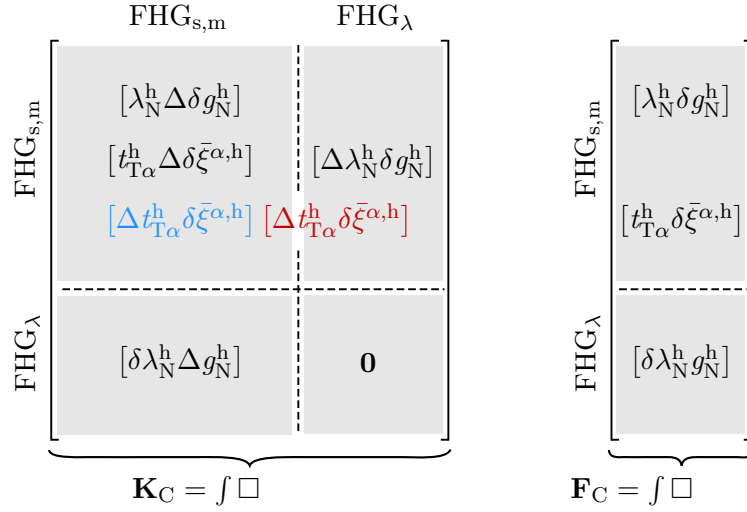 FHG_{s,m} FHG_λ
FHG_{s,m}
[λ_N^h Δδg_N^h]
[t_{Tα}^h Δδξ̄^{α,h}] [Δλ_N^h δg_N^h]
[Δt_{Tα}^h δξ̄^{α,h}] [Δt_{Tα}^h δξ̄^{α,h}]
FHG_λ
[δλ_N^h Δg_N^h] 0
K_C = ∫ □
FHG_{s,m}
[λ_N^h δg_N^h]
[t_{Tα}^h δξ̄^{α,h}]
FHG_λ
[δλ_N^h g_N^h]
F_C = ∫ □